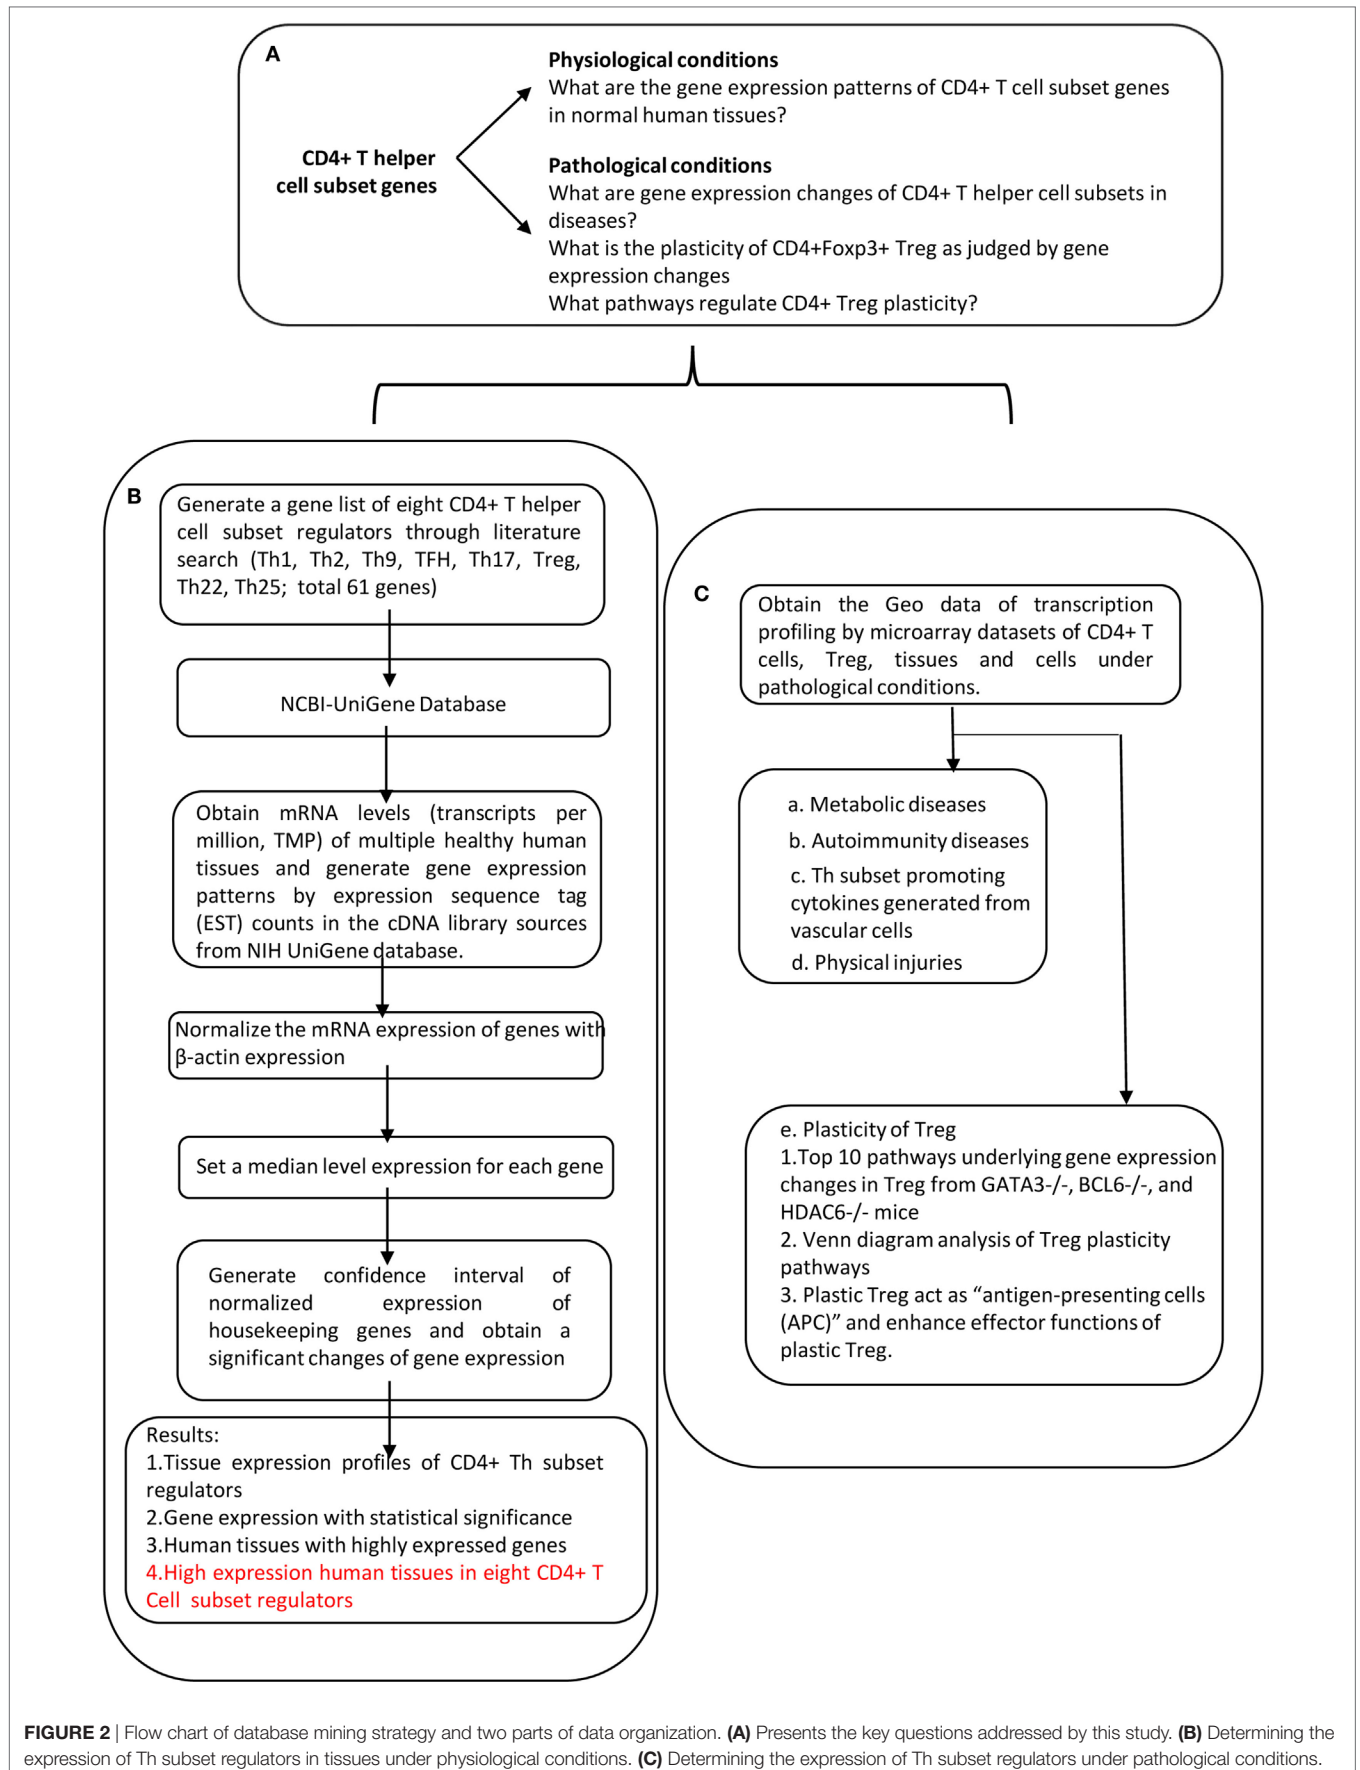 A
Physiological conditions
What are the gene expression patterns of CD4+ T cell subset genes
in normal human tissues?
CD4+ T helper
cell subset genes
Pathological conditions
What are gene expression changes of CD4+ T helper cell subsets in
diseases?
What is the plasticity of CD4+Foxp3+ Treg as judged by gene
expression changes
What pathways regulate CD4+ Treg plasticity?
B
Generate a gene list of eight CD4+ T helper
cell subset regulators through literature
search (Th1, Th2, Th9, TFH, Th17, Treg,
Th22, Th25; total 61 genes)
NCBI-UniGene Database
Obtain mRNA levels (transcripts per
million, TMP) of multiple healthy human
tissues and generate gene expression
patterns by expression sequence tag
(EST) counts in the cDNA library sources
from NIH UniGene database.
Normalize the mRNA expression of genes with
β-actin expression
Set a median level expression for each gene
Generate confidence interval of
normalized expression of
housekeeping genes and obtain a
significant changes of gene expression
Results:
1.Tissue expression profiles of CD4+ Th subset
regulators
2.Gene expression with statistical significance
3.Human tissues with highly expressed genes
4.High expression human tissues in eight CD4+ T
Cell subset regulators
C
Obtain the Geo data of transcription
profiling by microarray datasets of CD4+ T
cells, Treg, tissues and cells under
pathological conditions.
a. Metabolic diseases
b. Autoimmunity diseases
c. Th subset promoting
cytokines generated from
vascular cells
d. Physical injuries
e. Plasticity of Treg
1.Top 10 pathways underlying gene expression
changes in Treg from GATA3-/-, BCL6-/-, and
HDAC6-/- mice
2. Venn diagram analysis of Treg plasticity
pathways
3. Plastic Treg act as “antigen-presenting cells
(APC)” and enhance effector functions of
plastic Treg.
FIGURE 2 | Flow chart of database mining strategy and two parts of data organization. (A) Presents the key questions addressed by this study. (B) Determining the
expression of Th subset regulators in tissues under physiological conditions. (C) Determining the expression of Th subset regulators under pathological conditions.